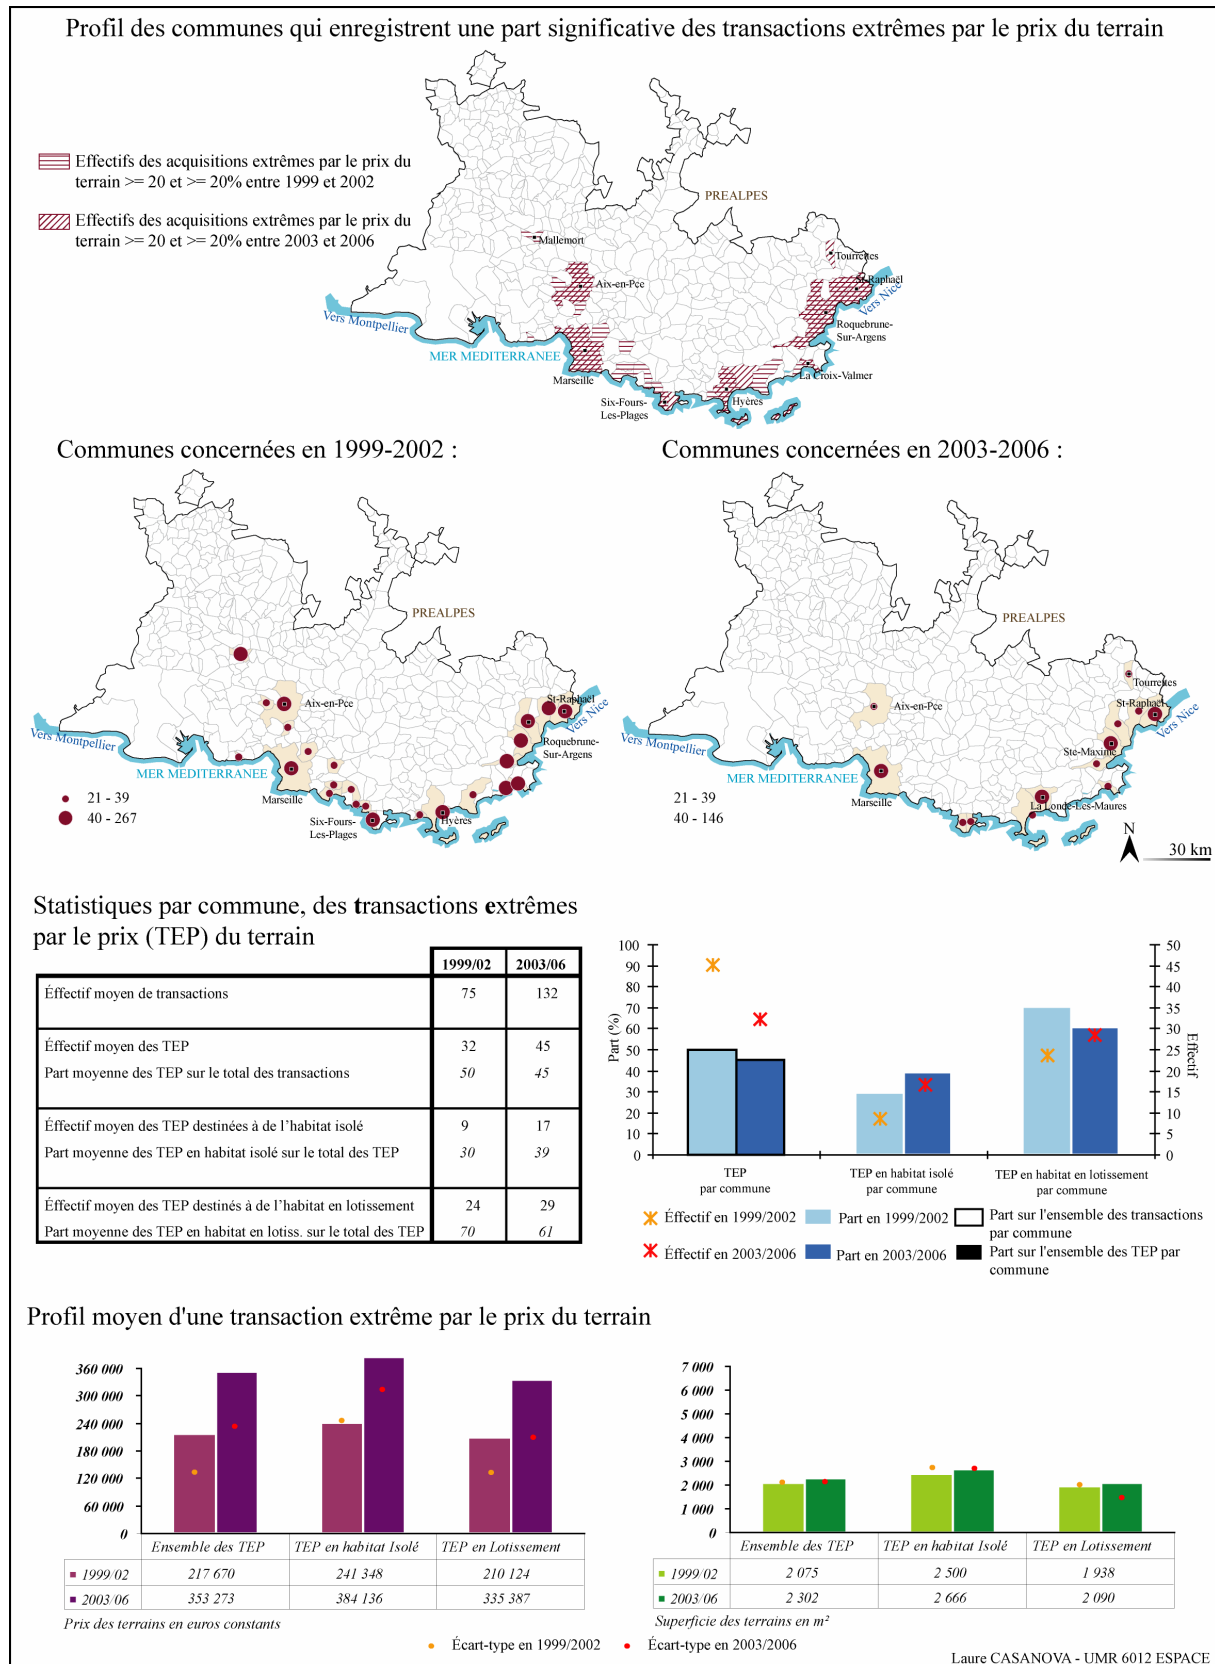 Profil des communes qui enregistrent une part significative des transactions extrêmes par le prix du terrain
Effectifs des acquisitions extrêmes par le prix du
terrain >= 20 et >= 20% entre 1999 et 2002
Effectifs des acquisitions extrêmes par le prix du
terrain >= 20 et >= 20% entre 2003 et 2006
PREALPES
Mallemort
Tourrettes
Aix-en-Pce
St-Raphaël
Vers Nice
Vers Montpellier
Roquebrune-
Sur-Argens
MER MEDITERRANEE
Marseille
La Croix-Valmer
Six-Fours-
Les-Plages
Hyères
Communes concernées en 1999-2002 :
PREALPES
Aix-en-Pce
St-Raphaël
Vers Nice
Vers Montpellier
Roquebrune-
Sur-Argens
MER MEDITERRANEE
Marseille
21 - 39
40 - 267
Six-Fours-
Les-Plages
Hyères
Communes concernées en 2003-2006 :
PREALPES
Tourrettes
Aix-en-Pce
St-Raphaël
Vers Nice
Vers Montpellier
Ste-Maxime
MER MEDITERRANEE
Marseille
21 - 39
40 - 146
La Londe-Les-Maures
N
30 km
Statistiques par commune, des transactions extrêmes
par le prix (TEP) du terrain
1999/02 2003/06
Éffectif moyen de transactions 75 132
Éffectif moyen des TEP 32 45
Part moyenne des TEP sur le total des transactions 50 45
Éffectif moyen des TEP destinées à de l'habitat isolé 9 17
Part moyenne des TEP en habitat isolé sur le total des TEP 30 39
Éffectif moyen des TEP destinés à de l'habitat en lotissement 24 29
Part moyenne des TEP en habitat en lotiss. sur le total des TEP 70 61
Part (%)
100
90
80
70
60
50
40
30
20
10
0
Effectif
50
45
40
35
30
25
20
15
10
5
0
TEP
par commune
TEP en habitat isolé
par commune
TEP en habitat en lotissement
par commune
Éffectif en 1999/2002
Part en 1999/2002
Part sur l'ensemble des transactions
par commune
Éffectif en 2003/2006
Part en 2003/2006
Part sur l'ensemble des TEP par
commune
Profil moyen d'une transaction extrême par le prix du terrain
360 000
300 000
240 000
180 000
120 000
60 000
0
Ensemble des TEP TEP en habitat Isolé TEP en Lotissement
1999/02 217 670 241 348 210 124
2003/06 353 273 384 136 335 387
Prix des terrains en euros constants
7 000
6 000
5 000
4 000
3 000
2 000
1 000
0
Ensemble des TEP TEP en habitat Isolé TEP en Lotissement
1999/02 2 075 2 500 1 938
2003/06 2 302 2 666 2 090
Superficie des terrains en m²
Écart-type en 1999/2002 Écart-type en 2003/2006
Laure CASANOVA - UMR 6012 ESPACE